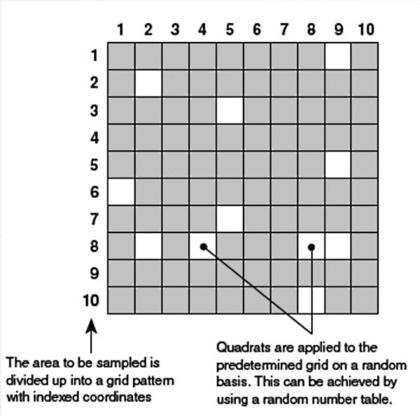 1 2 3 4 5 6 7 8 9 10
1
2
3
4
5
6
7
8
9
10
The area to be sampled is
divided up into a grid pattern
with indexed coordinates
Quadrats are applied to the
predetermined grid on a random
basis. This can be achieved by
using a random number table.